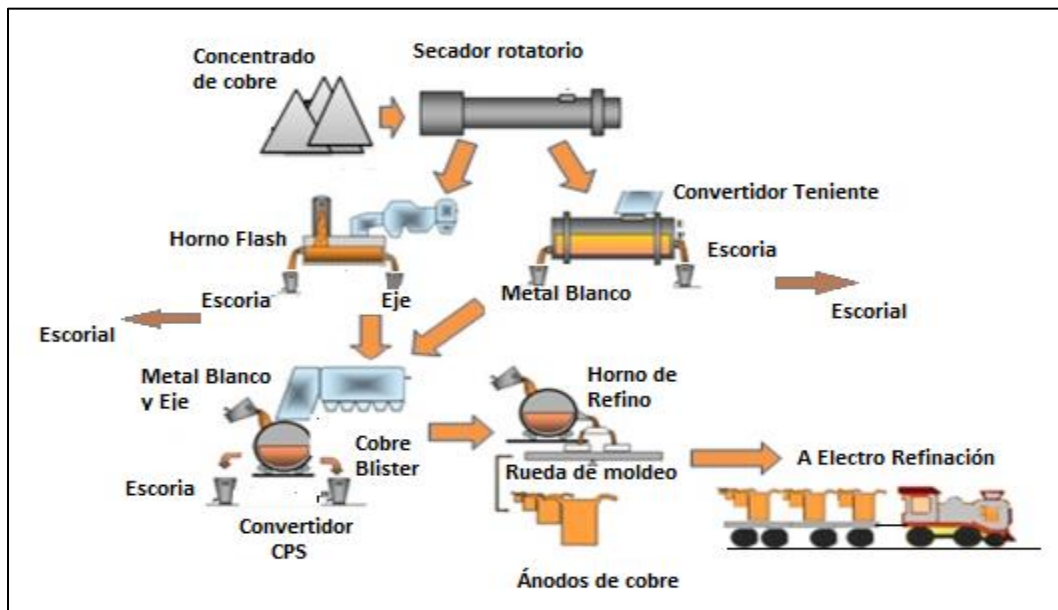 Concentrado
de cobre
Secador rotatorio
Convertidor Teniente
Horno Flash
Escoria
Escoria
Eje
Metal Blanco
Escorial
Escorial
Metal Blanco
y Eje
Horno de
Refino
Cobre
Blister
Rueda de moldeo
A Electro Refinación
Escoria
Convertidor
CPS
Ánodos de cobre